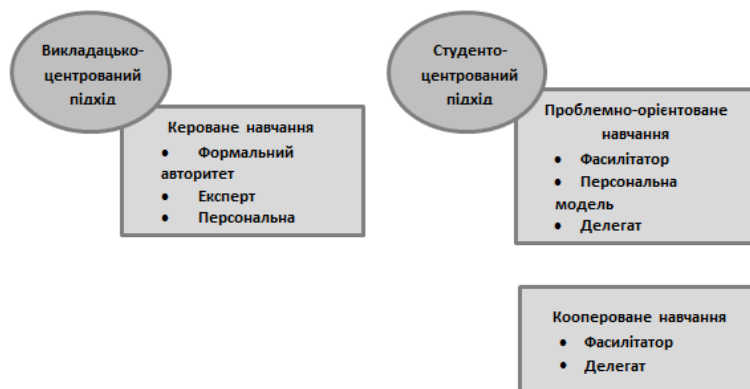 Викладацько-
центрований
підхід
Кероване навчання
• Формальний
авторитет
• Експерт
• Персональна
Студенто-
центрований
підхід
Проблемно-орієнтоване
навчання
• Фасилітатор
• Персональна
модель
• Делегат
Коопероване навчання
• Фасилітатор
• Делегат